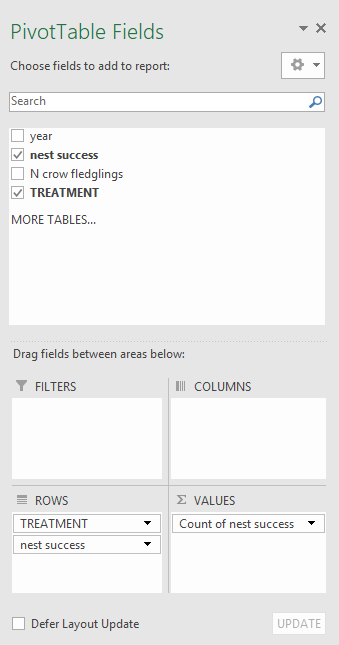 PivotTable Fields
Choose fields to add to report:
Search
year
nest success
N crow fledglings
TREATMENT
MORE TABLES...
Drag fields between areas below:
FILTERS
COLUMNS
ROWS
TREATMENT
nest success
VALUES
Count of nest success
Defer Layout Update
UPDATE